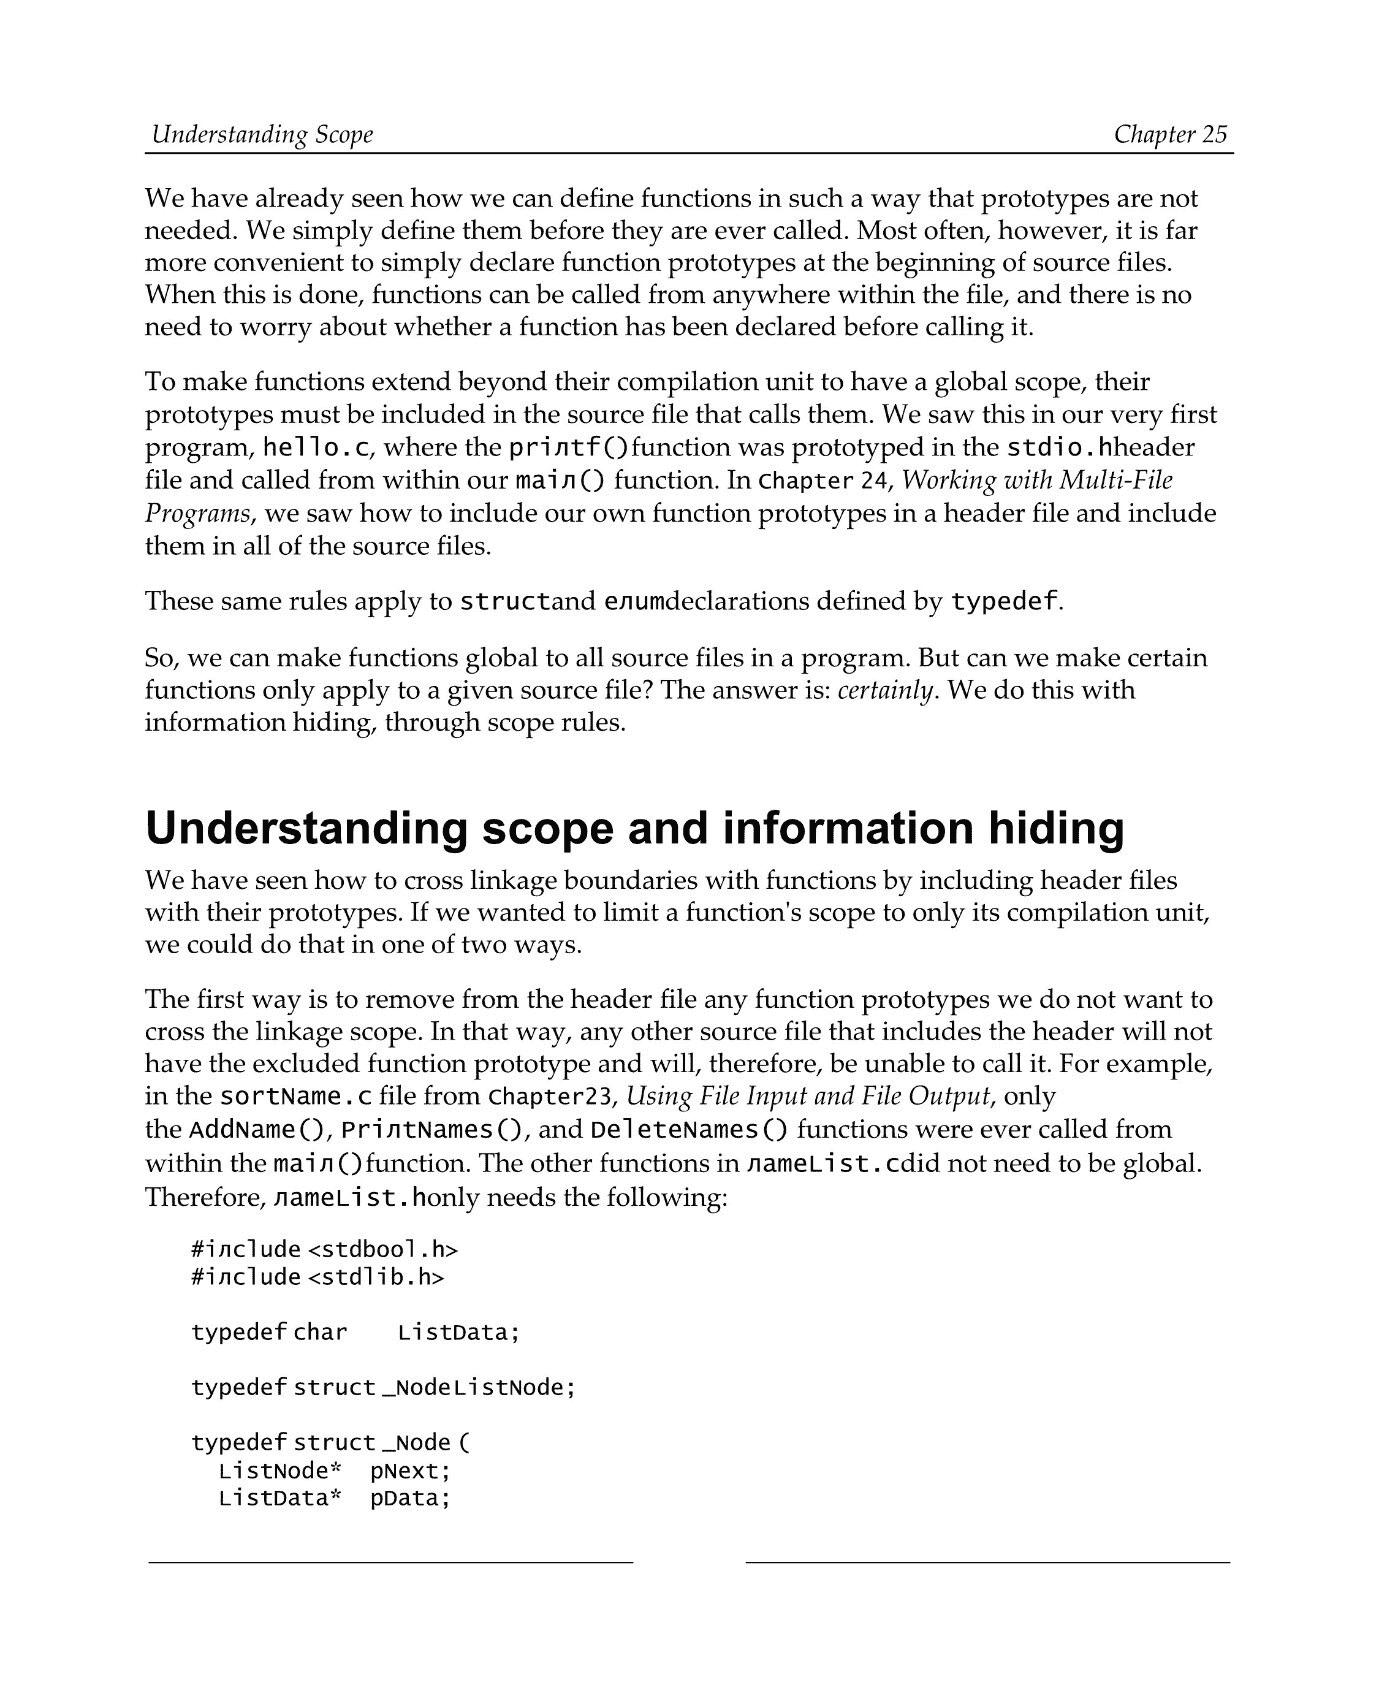 Understanding Scope Chapter 25
We have already seen how we can define functions in such a way that prototypes are not
needed. We simply define them before they are ever called. Most often, however, it is far
more convenient to simply declare function prototypes at the beginning of source files.
When this is done, functions can be called from anywhere within the file, and there is no
need to worry about whether a function has been declared before calling it.
To make functions extend beyond their compilation unit to have a global scope, their
prototypes must be included in the source file that calls them. We saw this in our very first
program, hello.c, where the priлtf()function was prototyped in the stdio.hheader
file and called from within our maiл() function. In Chapter 24, Working with Multi-File
Programs, we saw how to include our own function prototypes in a header file and include
them in all of the source files.
These same rules apply to structand eлumdeclarations defined by typedef.
So, we can make functions global to all source files in a program. But can we make certain
functions only apply to a given source file? The answer is: certainly. We do this with
information hiding, through scope rules.
Understanding scope and information hiding
We have seen how to cross linkage boundaries with functions by including header files
with their prototypes. If we wanted to limit a function's scope to only its compilation unit,
we could do that in one of two ways.
The first way is to remove from the header file any function prototypes we do not want to
cross the linkage scope. In that way, any other source file that includes the header will not
have the excluded function prototype and will, therefore, be unable to call it. For example,
in the sortName.c file from Chapter23, Using File Input and File Output, only
the AddName(), PriлtNames(), and DeleteNames() functions were ever called from
within the maiл()function. The other functions in лameList.cdid not need to be global.
Therefore, лameList.honly needs the following:
#iлclude <stdbool.h>
#iлclude <stdlib.h>
typedef char ListData;
typedef struct _NodeListNode;
typedef struct _Node (
ListNode* pNext;
ListData* pData;